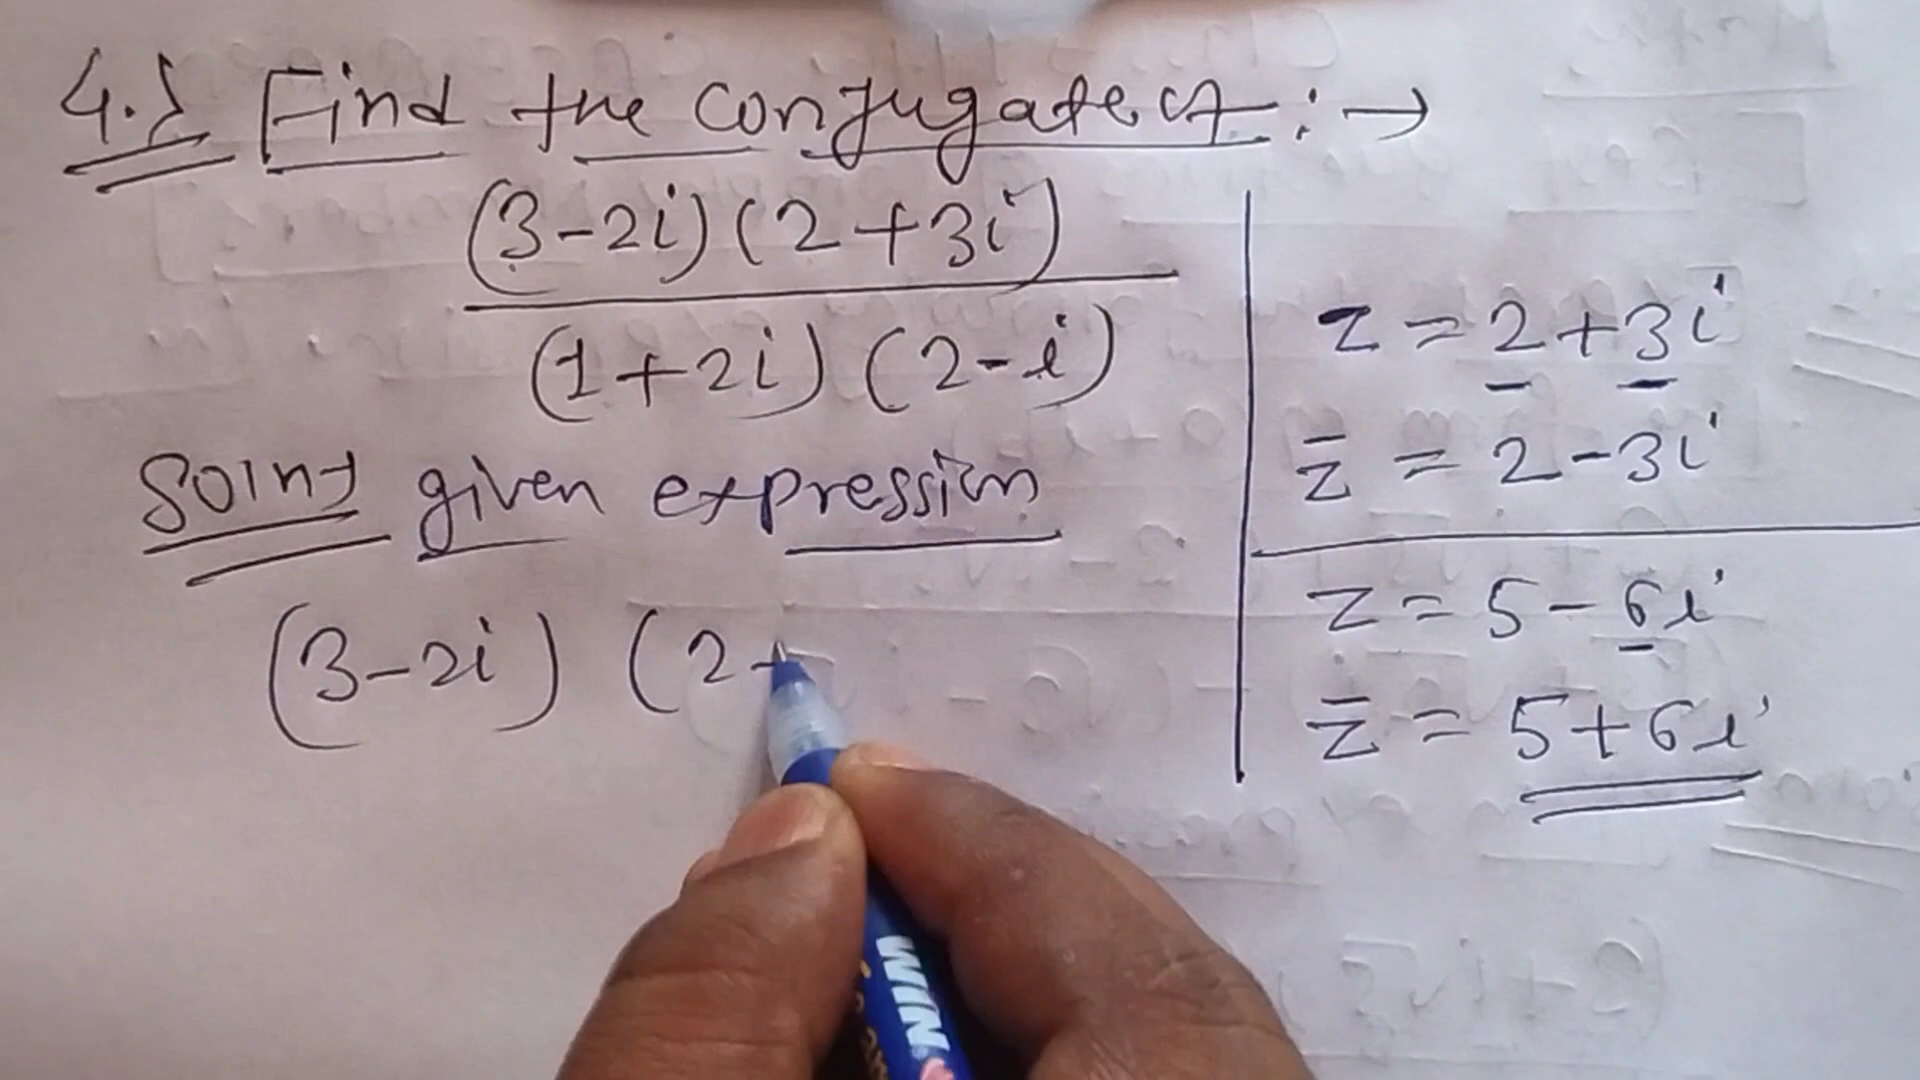 4.> Find the conjugate of : →
(3-2i)(2+3i)
(1+2i)(2-i)
Soln> given expression
(3-2i) (2-
z = 2+3i
z̄ = 2-3i
z = 5-6i
z̄ = 5+6i
WIN